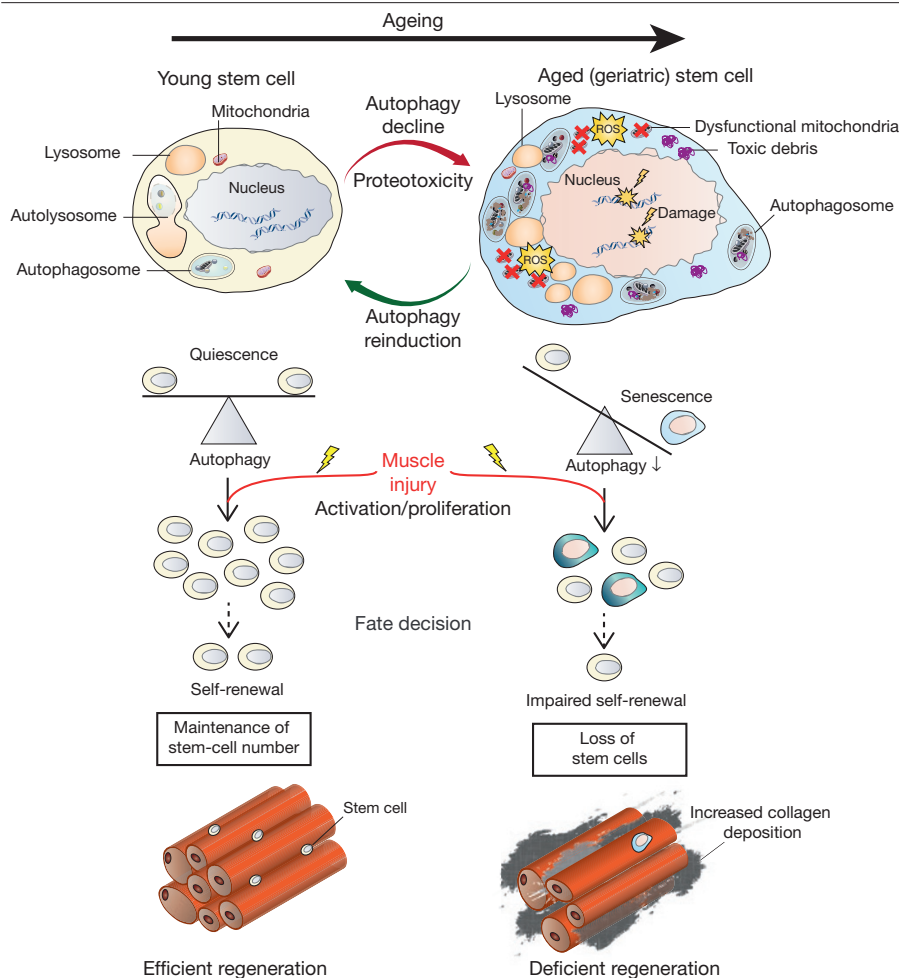 Ageing
Young stem cell
Aged (geriatric) stem cell
Mitochondria
Lysosome
Nucleus
Autolysosome
Autophagosome
Autophagy
decline
Proteotoxicity
Autophagy
reinduction
Lysosome
ROS
Dysfunctional mitochondria
Toxic debris
Nucleus
Damage
Autophagosome
ROS
Quiescence
Autophagy
Senescence
Autophagy ↓
Muscle
injury
Activation/proliferation
Fate decision
Self-renewal
Impaired self-renewal
Maintenance of
stem-cell number
Loss of
stem cells
Stem cell
Increased collagen
deposition
Efficient regeneration
Deficient regeneration